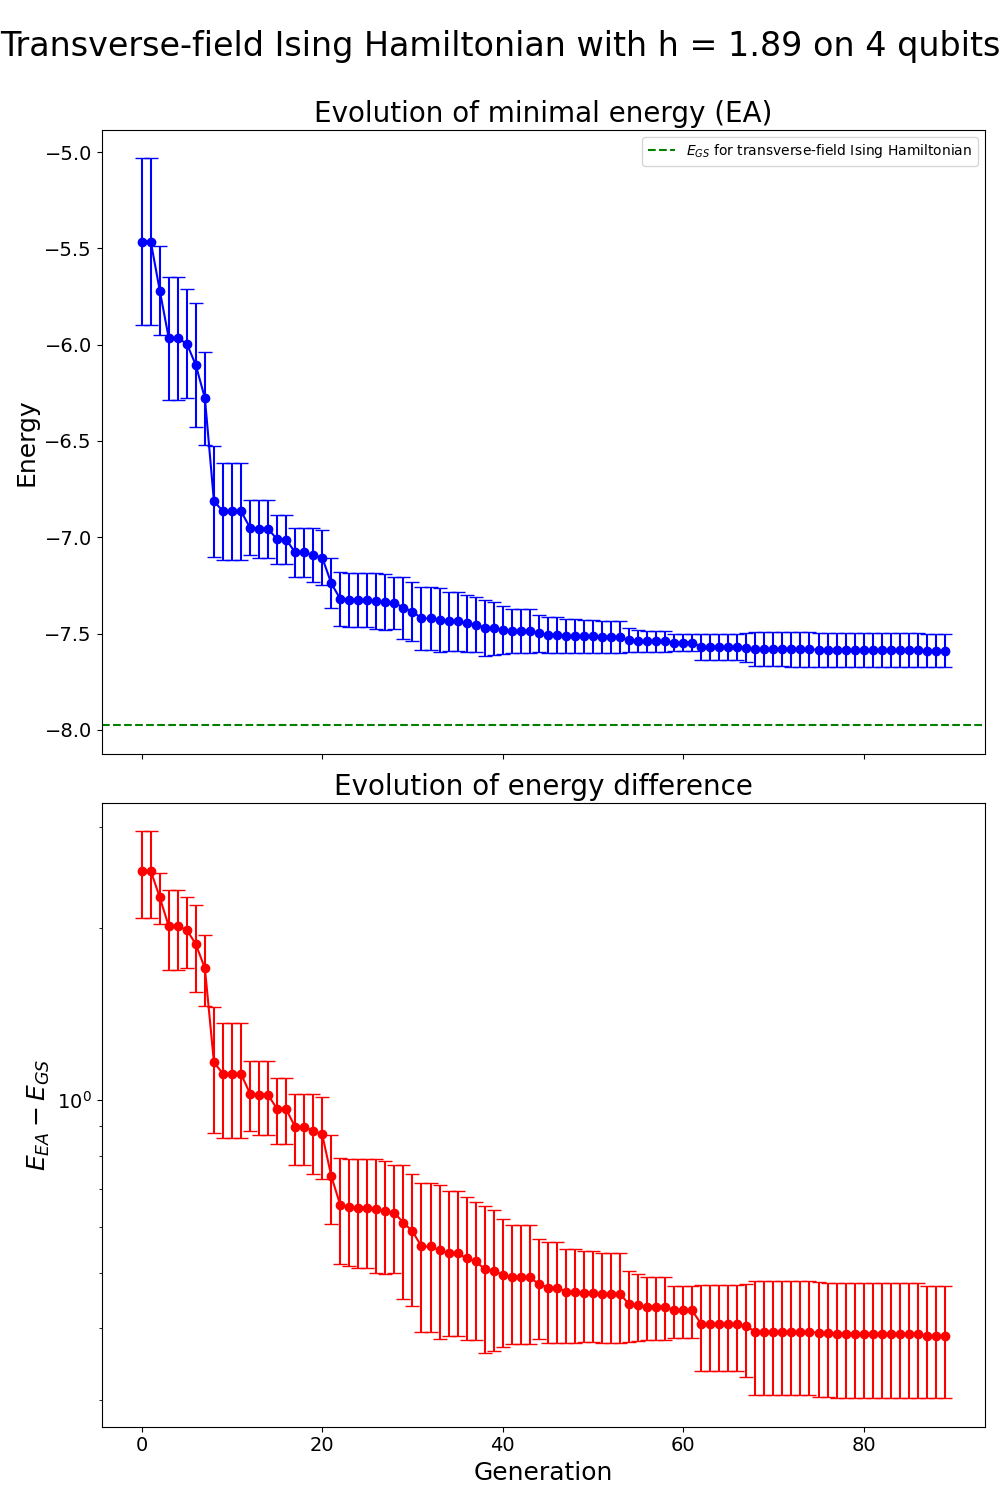 Transverse-field Ising Hamiltonian with h = 1.89 on 4 qubits
Evolution of minimal energy (EA)
E_GS for transverse-field Ising Hamiltonian
−5.0
−5.5
−6.0
−6.5
−7.0
−7.5
−8.0
Energy
Evolution of energy difference
10^0
E_EA − E_GS
0 20 40 60 80
Generation